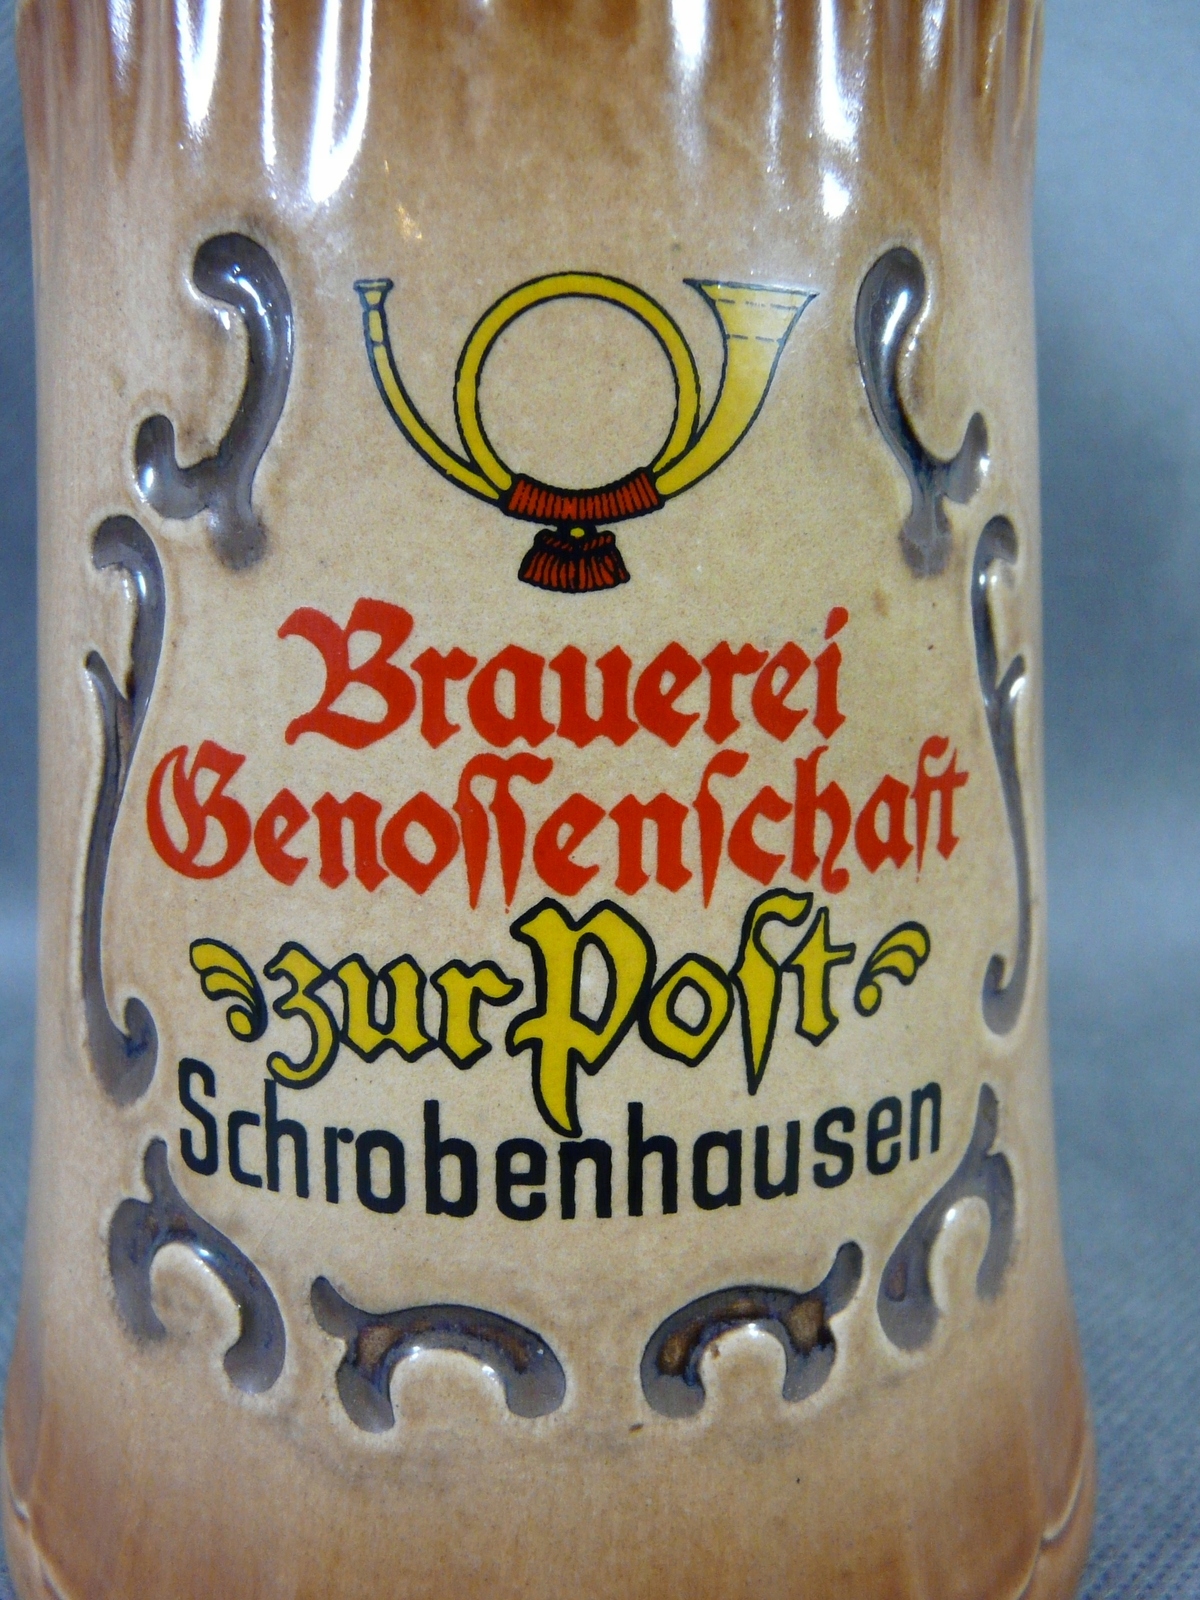 Brauerei
Genoſſenſchaft
zur Poſt
Schrobenhausen